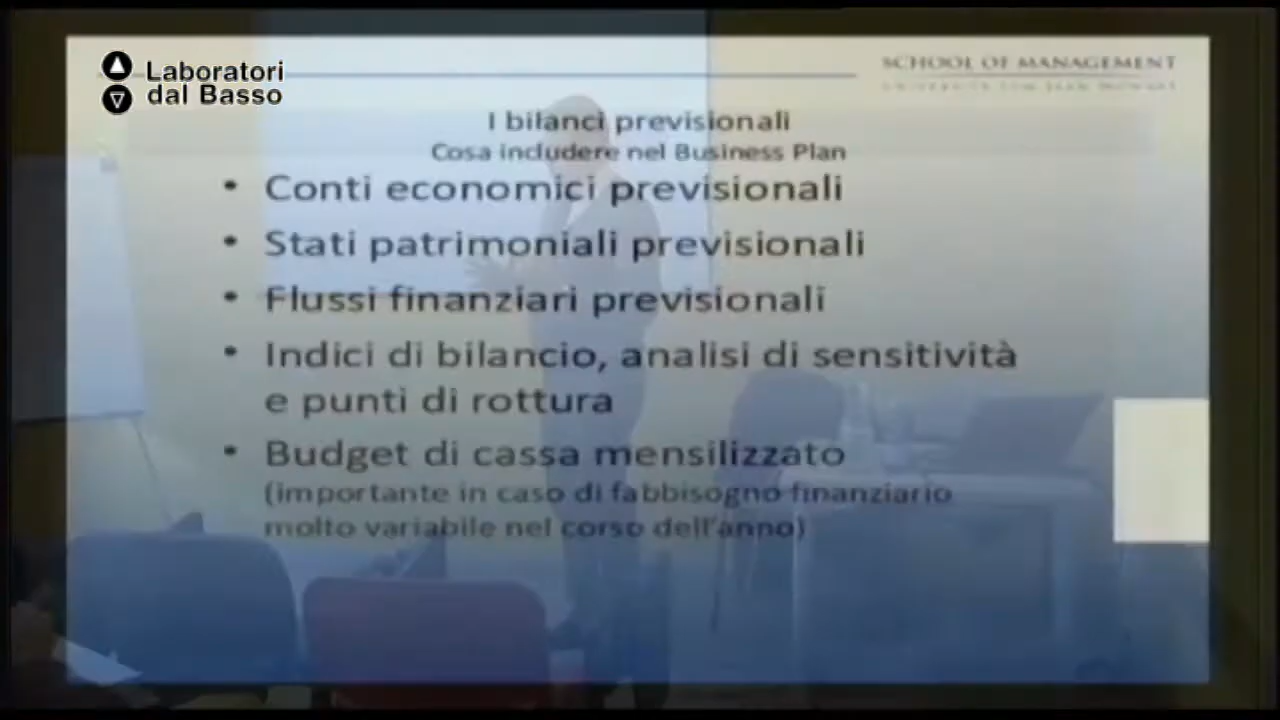 Laboratori
dal Basso
SCHOOL OF MANAGEMENT
I bilanci previsionali
Cosa includere nel Business Plan
• Conti economici previsionali
• Stati patrimoniali previsionali
• Flussi finanziari previsionali
• Indici di bilancio, analisi di sensitività
e punti di rottura
• Budget di cassa mensilizzato
(importante in caso di fabbisogno finanziario
molto variabile nel corso dell'anno)